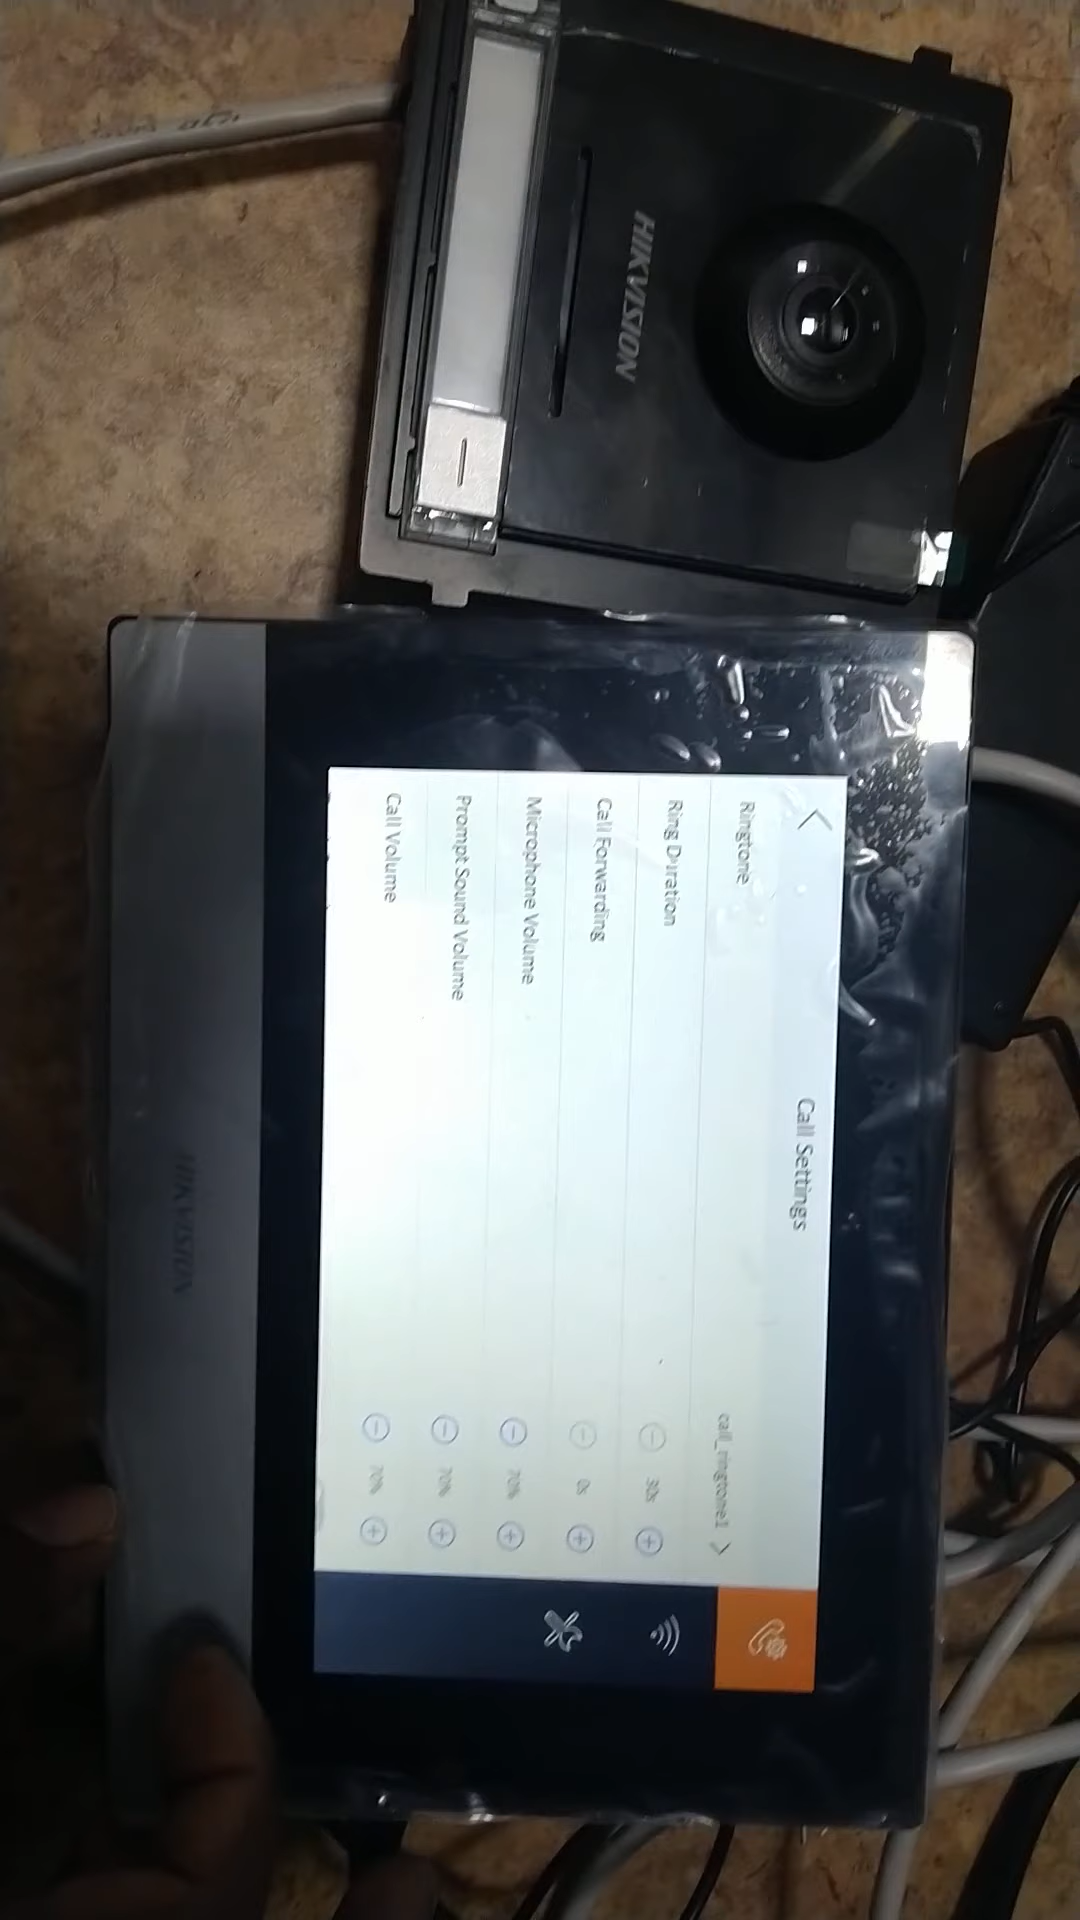 HIKVISION
Call Settings
Ringtone call_ringtone1 >
Ring Duration 30s
Call Forwarding 0s
Microphone Volume 70%
Prompt Sound Volume 70%
Call Volume 70%
HIKVISION